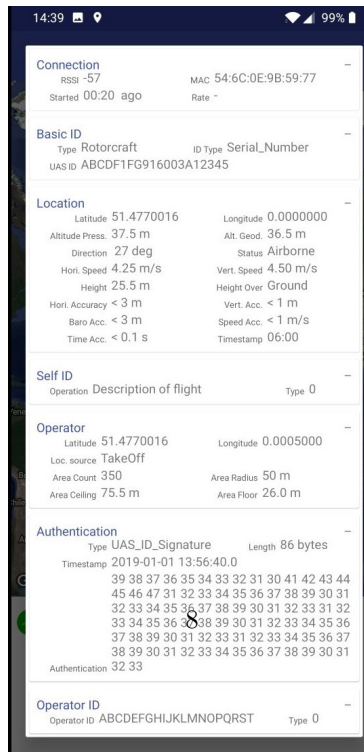 14:39 99%
Connection
RSSI -57 MAC 54:6C:0E:9B:59:77
Started 00:20 ago Rate -
Basic ID
Type Rotorcraft ID Type Serial_Number
UAS ID ABCDF1FG916003A12345
Location
Latitude 51.4770016 Longitude 0.0000000
Altitude Press. 37.5 m Alt. Geod. 36.5 m
Direction 27 deg Status Airborne
Hori. Speed 4.25 m/s Vert. Speed 4.50 m/s
Height 25.5 m Height Over Ground
Hori. Accuracy < 3 m Vert. Acc. < 1 m
Baro Acc. < 3 m Speed Acc. < 1 m/s
Time Acc. < 0.1 s Timestamp 06:00
Self ID
Operation Description of flight Type 0
Operator
Latitude 51.4770016 Longitude 0.0005000
Loc. source TakeOff
Area Count 350 Area Radius 50 m
Area Ceiling 75.5 m Area Floor 26.0 m
Authentication
Type UAS_ID_Signature Length 86 bytes
Timestamp 2019-01-01 13:56:40.0
39 38 37 36 35 34 33 32 31 30 41 42 43 44
45 46 47 31 32 33 34 35 36 37 38 39 30 31
32 33 34 35 36 37 38 39 30 31 32 33 31 32
33 34 35 36 38 39 30 31 32 33 34 35 36
8
37 38 39 30 31 32 33 31 32 33 34 35 36 37
38 39 30 31 32 33 34 35 36 37 38 39 30 31
Authentication 32 33
Operator ID
Operator ID ABCDEFGHIJKLMNOPQRST Type 0